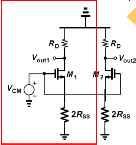 R_D R_D
V_out1 V_out2
M_1 M_2
V_CM
2R_SS 2R_SS